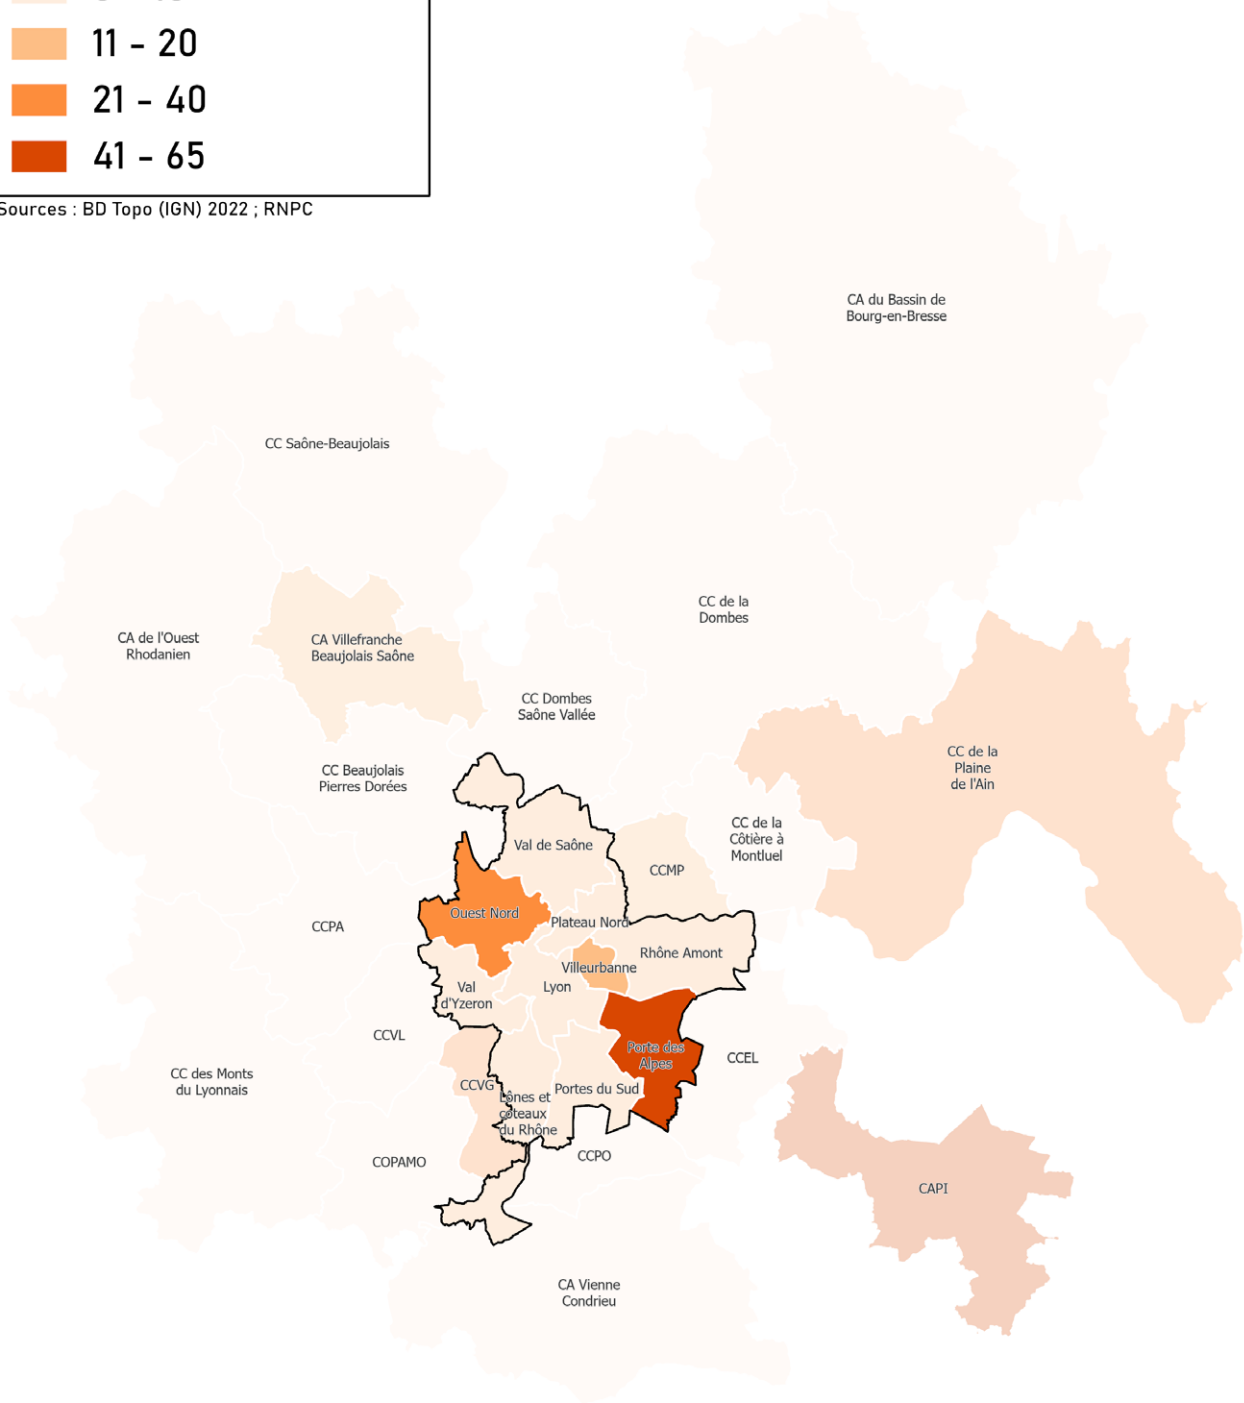 11 - 20
21 - 40
41 - 65
Sources : BD Topo (IGN) 2022 ; RNPC
CA du Bassin de
Bourg-en-Bresse
CC Saône-Beaujolais
CC de la
Dombes
CA de l'Ouest
Rhodanien
CA Villefranche
Beaujolais Saône
CC Dombes
Saône Vallée
CC de la
Plaine
de l'Ain
CC Beaujolais
Pierres Dorées
CC de la
Côtière à
Montluel
Val de Saône
CCMP
Ouest Nord
Plateau Nord
CCPA
Rhône Amont
Villeurbanne
Lyon
Val
d'Yzeron
CCVL
Porte des
Alpes
CCEL
CC des Monts
du Lyonnais
CCVG
Portes du Sud
Lônes et
côteaux
du Rhône
CCPO
COPAMO
CAPI
CA Vienne
Condrieu